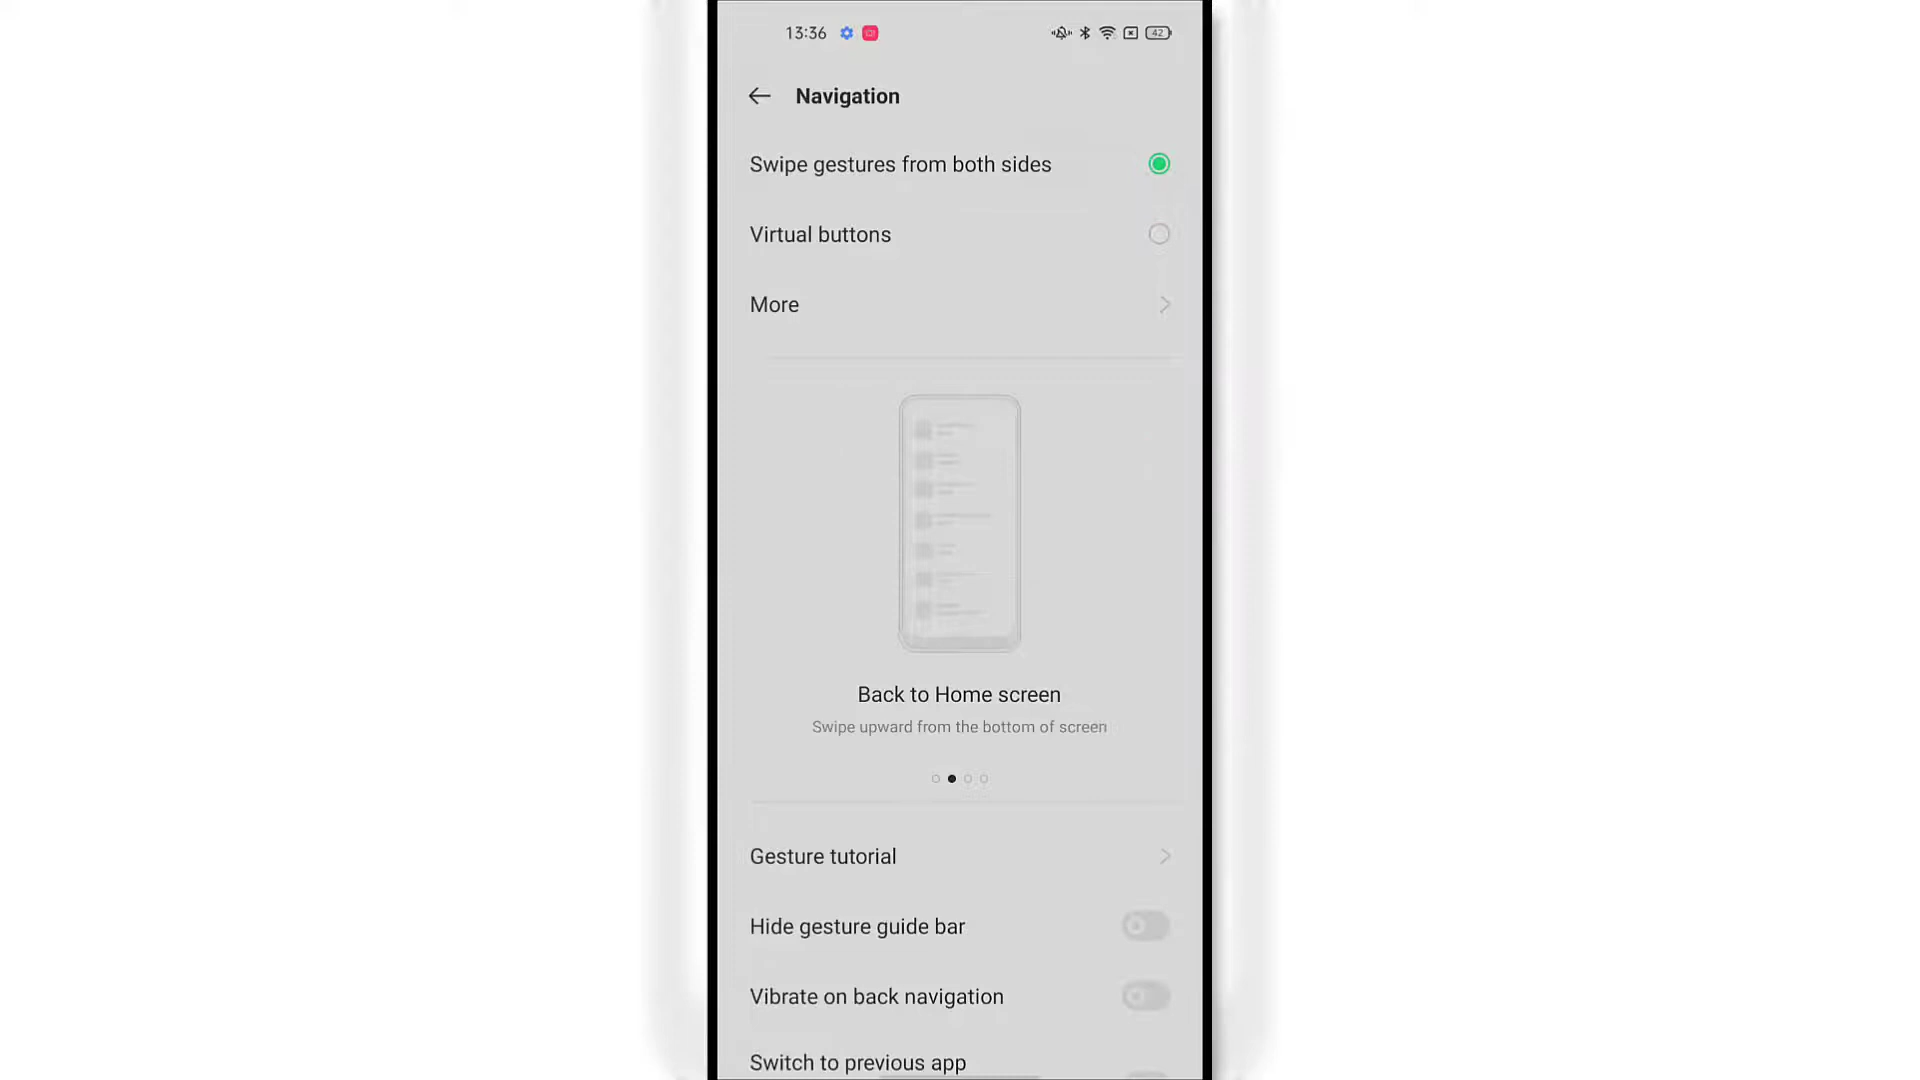 13:36
42
Navigation
Swipe gestures from both sides
Virtual buttons
More
Back to Home screen
Swipe upward from the bottom of screen
Gesture tutorial
Hide gesture guide bar
Vibrate on back navigation
Switch to previous app